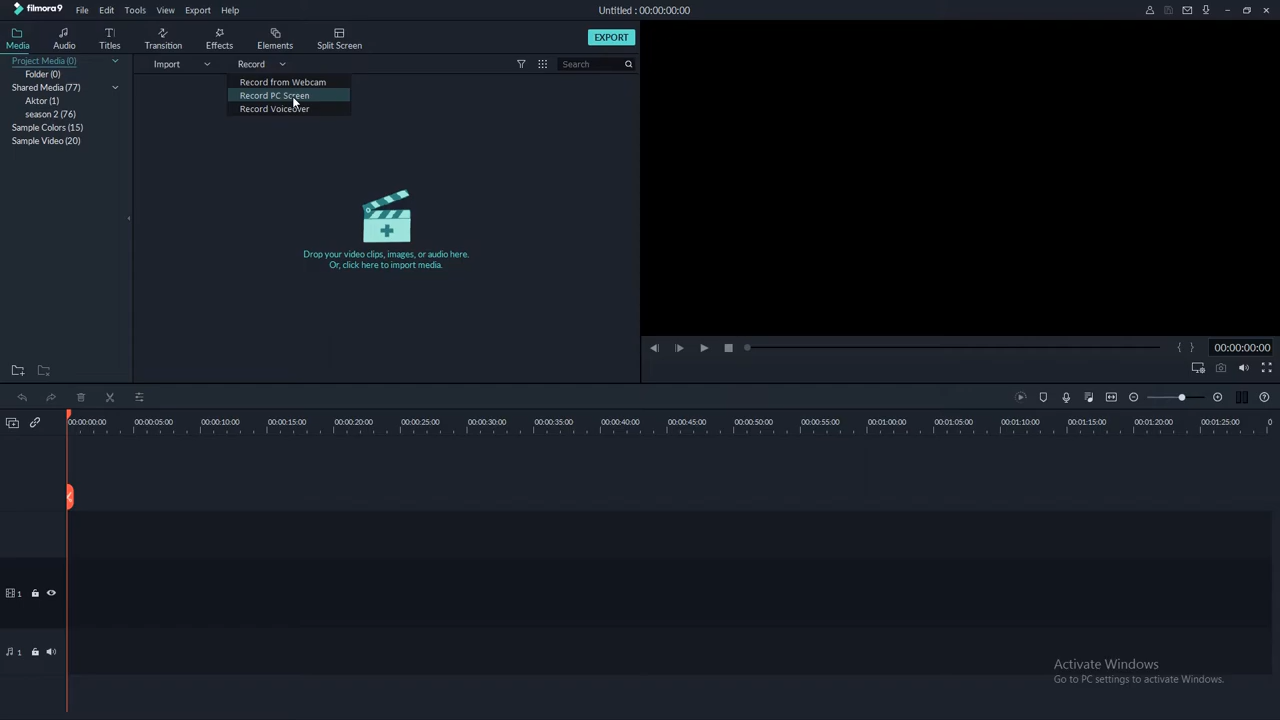 filmora9 File Edit Tools View Export Help Untitled : 00:00:00:00
Media Audio Titles Transition Effects Elements Split Screen EXPORT
Project Media (0)
Folder (0)
Shared Media (77)
Aktor (1)
season 2 (76)
Sample Colors (15)
Sample Video (20)
Import Record Search
Record from Webcam
Record PC Screen
Record Voiceover
Drop your video clips, images, or audio here.
Or, click here to import media.
{ } 00:00:00:00
00:00:00:00 00:00:05:00 00:00:10:00 00:00:15:00 00:00:20:00 00:00:25:00 00:00:30:00 00:00:35:00 00:00:40:00 00:00:45:00 00:00:50:00 00:00:55:00 00:01:00:00 00:01:05:00 00:01:10:00 00:01:15:00 00:01:20:00 00:01:25:00 0
1
1
Activate Windows
Go to PC settings to activate Windows.